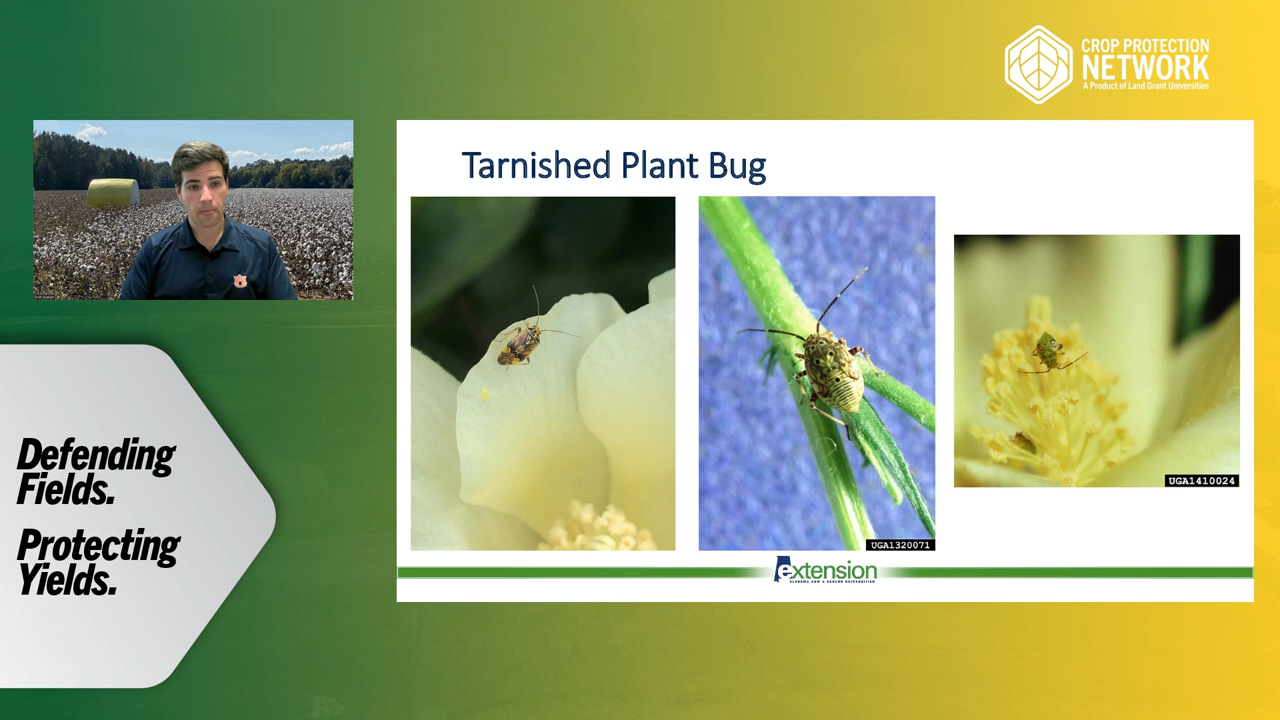 CROP PROTECTION
NETWORK
A Product of Land Grant Universities
Tarnished Plant Bug
Defending
Fields.
Protecting
Yields.
UGA1320071
UGA1410024
extension
ALABAMA A&M & AUBURN UNIVERSITIES